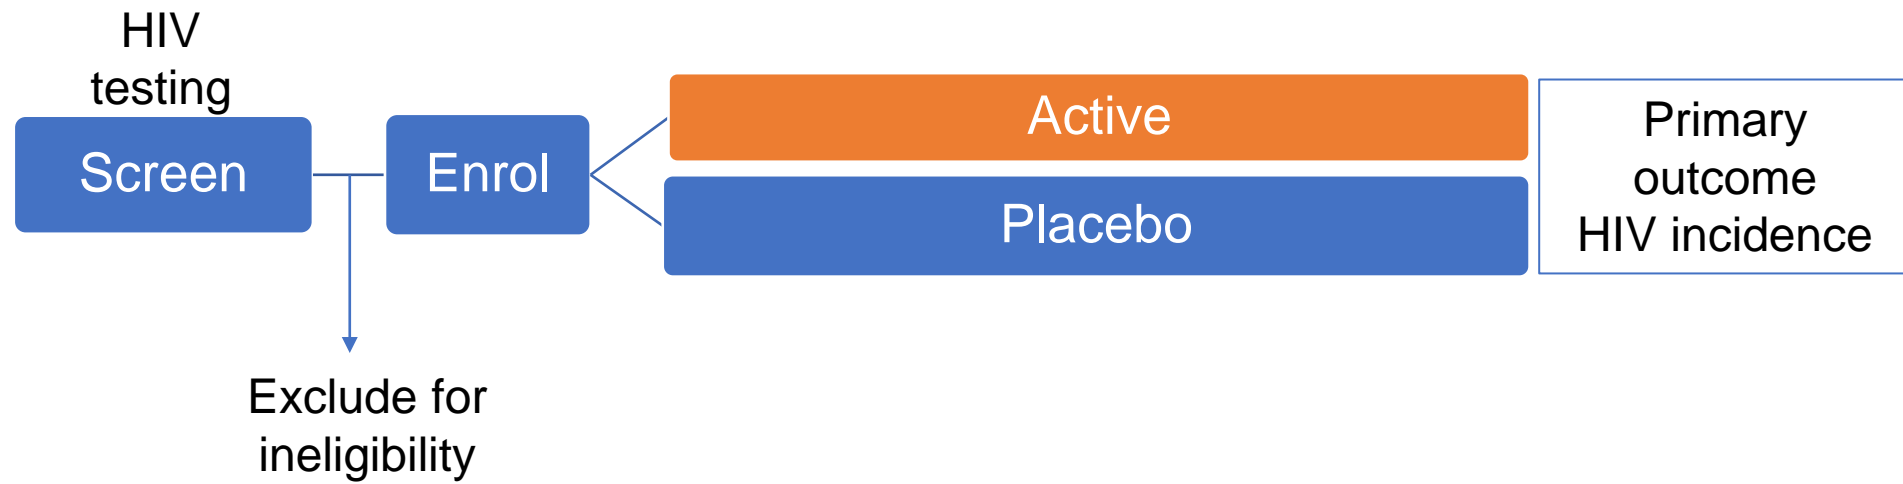 HIV
testing
Screen
Enrol
Active
Placebo
Primary
outcome
HIV incidence
Exclude for
ineligibility